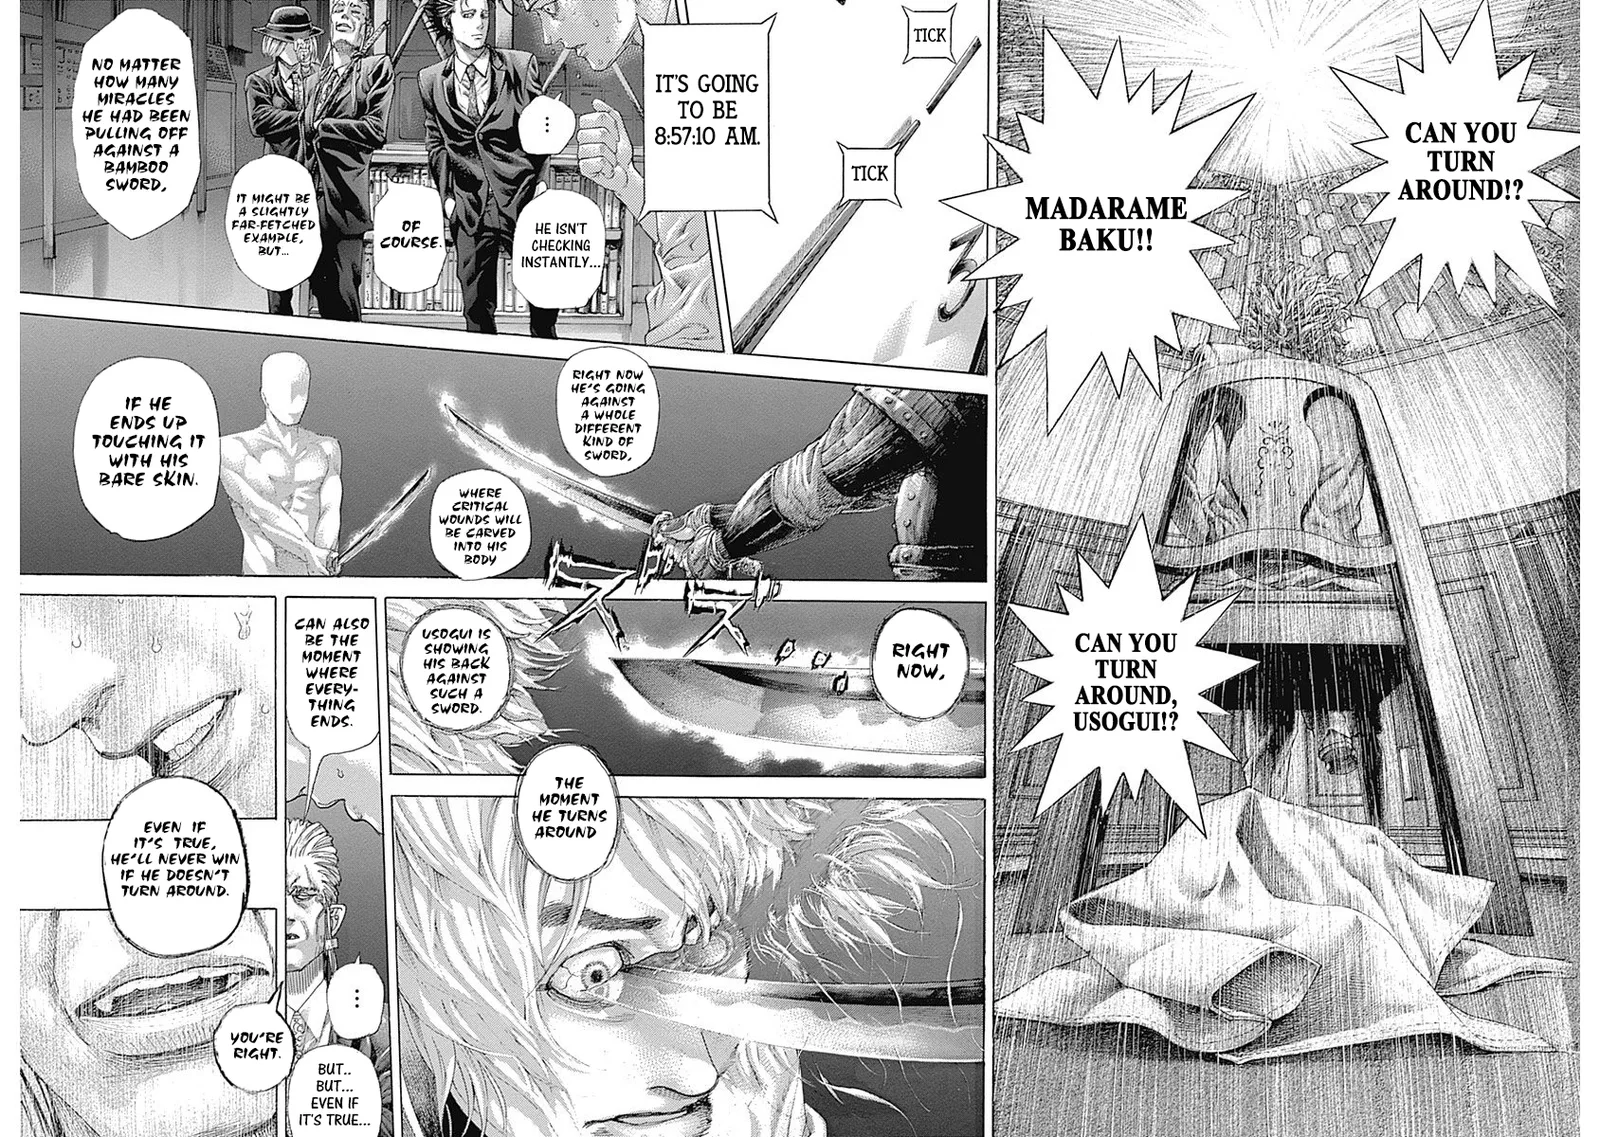 CAN YOU
TURN
AROUND!?
MADARAME
BAKU!!
CAN YOU
TURN
AROUND,
USOGUI!?
TICK
TICK
IT'S GOING
TO BE
8:57:10 AM.
3
...
HE ISN'T
CHECKING
INSTANTLY...
OF
COURSE.
IT MIGHT BE
A SLIGHTLY
FAR-FETCHED
EXAMPLE,
BUT...
NO MATTER
HOW MANY
MIRACLES
HE HAD BEEN
PULLING OFF
AGAINST A
BAMBOO
SWORD,
RIGHT NOW
HE'S GOING
AGAINST
A WHOLE
DIFFERENT
KIND OF
SWORD,
WHERE
CRITICAL
WOUNDS WILL
BE CARVED
INTO HIS
BODY
IF HE
ENDS UP
TOUCHING IT
WITH HIS
BARE SKIN.
ズズ
RIGHT
NOW,
USOGUI IS
SHOWING
HIS BACK
AGAINST
SUCH A
SWORD.
THE
MOMENT
HE TURNS
AROUND
CAN ALSO
BE THE
MOMENT
WHERE
EVERY-
THING
ENDS.
...
BUT..
BUT...
EVEN IF
IT'S TRUE...
EVEN IF
IT'S TRUE,
HE'LL NEVER WIN
IF HE DOESN'T
TURN AROUND.
YOU'RE
RIGHT.